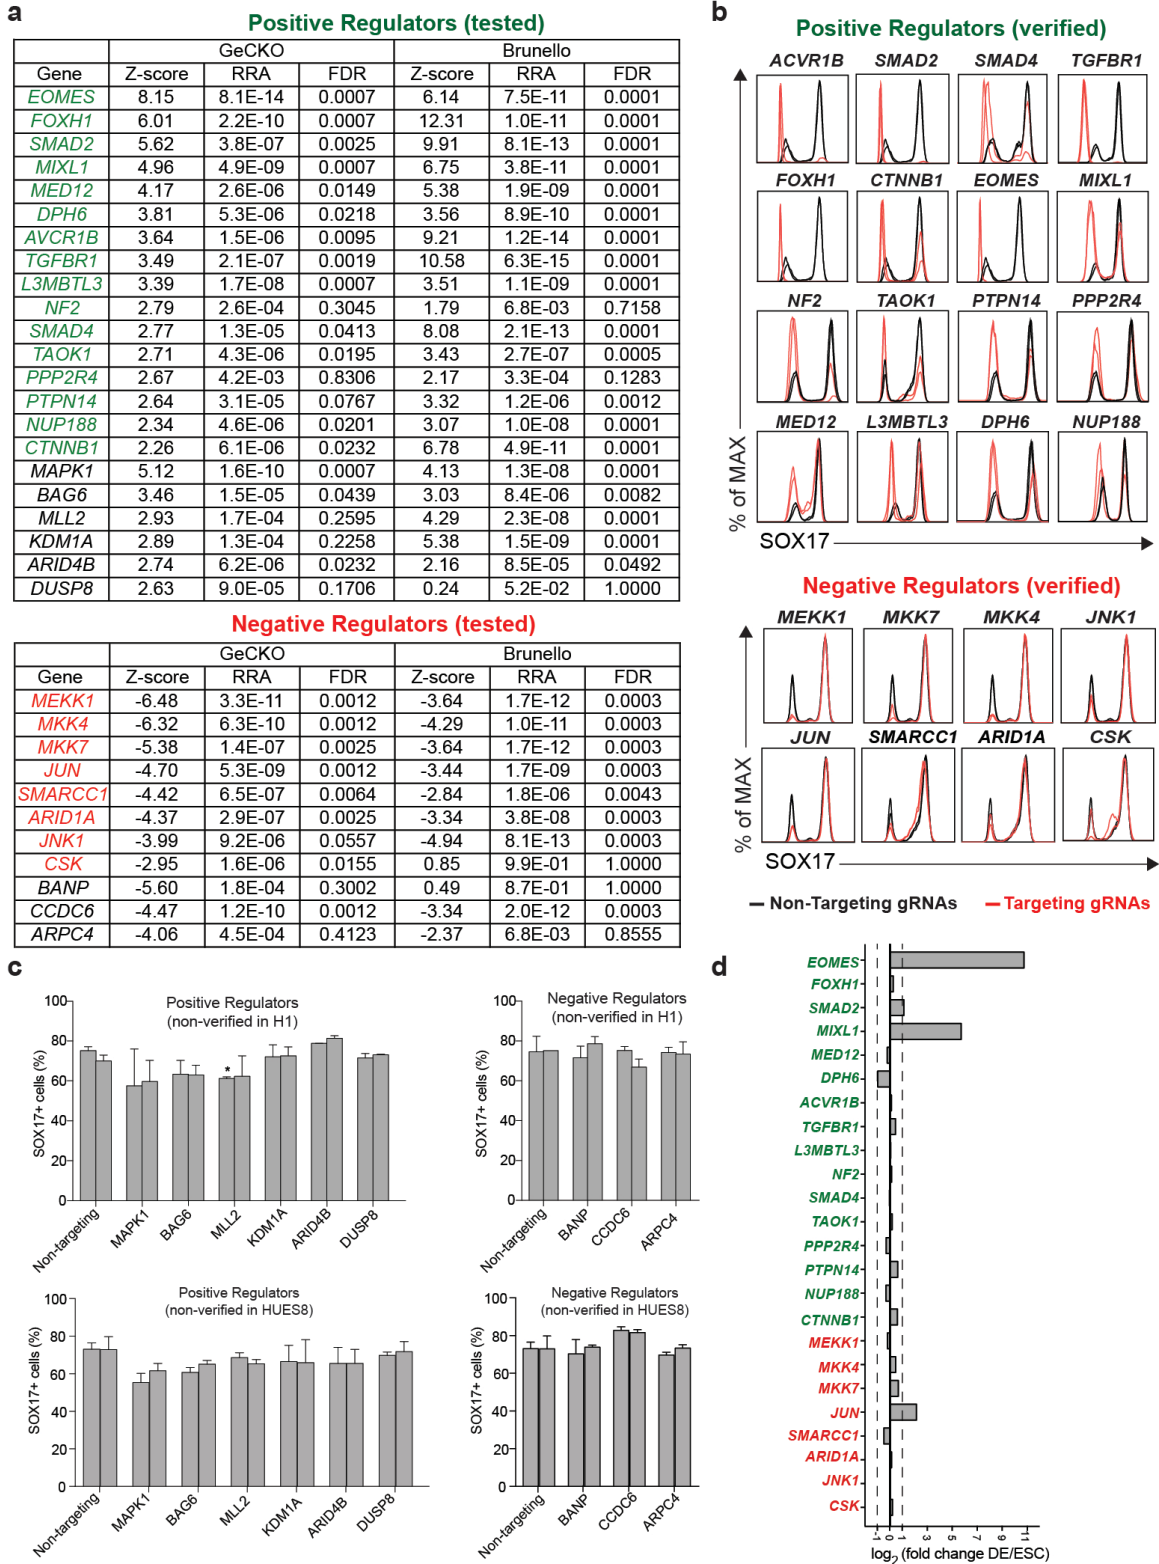 a
Positive Regulators (tested)
GeCKO Brunello
Gene Z-score RRA FDR Z-score RRA FDR
EOMES 8.15 8.1E-14 0.0007 6.14 7.5E-11 0.0001
FOXH1 6.01 2.2E-10 0.0007 12.31 1.0E-11 0.0001
SMAD2 5.62 3.8E-07 0.0025 9.91 8.1E-13 0.0001
MIXL1 4.96 4.9E-09 0.0007 6.75 3.8E-11 0.0001
MED12 4.17 2.6E-06 0.0149 5.38 1.9E-09 0.0001
DPH6 3.81 5.3E-06 0.0218 3.56 8.9E-10 0.0001
AVCR1B 3.64 1.5E-06 0.0095 9.21 1.2E-14 0.0001
TGFBR1 3.49 2.1E-07 0.0019 10.58 6.3E-15 0.0001
L3MBTL3 3.39 1.7E-08 0.0007 3.51 1.1E-09 0.0001
NF2 2.79 2.6E-04 0.3045 1.79 6.8E-03 0.7158
SMAD4 2.77 1.3E-05 0.0413 8.08 2.1E-13 0.0001
TAOK1 2.71 4.3E-06 0.0195 3.43 2.7E-07 0.0005
PPP2R4 2.67 4.2E-03 0.8306 2.17 3.3E-04 0.1283
PTPN14 2.64 3.1E-05 0.0767 3.32 1.2E-06 0.0012
NUP188 2.34 4.6E-06 0.0201 3.07 1.0E-08 0.0001
CTNNB1 2.26 6.1E-06 0.0232 6.78 4.9E-11 0.0001
MAPK1 5.12 1.6E-10 0.0007 4.13 1.3E-08 0.0001
BAG6 3.46 1.5E-05 0.0439 3.03 8.4E-06 0.0082
MLL2 2.93 1.7E-04 0.2595 4.29 2.3E-08 0.0001
KDM1A 2.89 1.3E-04 0.2258 5.38 1.5E-09 0.0001
ARID4B 2.74 6.2E-06 0.0232 2.16 8.5E-05 0.0492
DUSP8 2.63 9.0E-05 0.1706 0.24 5.2E-02 1.0000
Negative Regulators (tested)
GeCKO Brunello
Gene Z-score RRA FDR Z-score RRA FDR
MEKK1 -6.48 3.3E-11 0.0012 -3.64 1.7E-12 0.0003
MKK4 -6.32 6.3E-10 0.0012 -4.29 1.0E-11 0.0003
MKK7 -5.38 1.4E-07 0.0025 -3.64 1.7E-12 0.0003
JUN -4.70 5.3E-09 0.0012 -3.44 1.7E-09 0.0003
SMARCC1 -4.42 6.5E-07 0.0064 -2.84 1.8E-06 0.0043
ARID1A -4.37 2.9E-07 0.0025 -3.34 3.8E-08 0.0003
JNK1 -3.99 9.2E-06 0.0557 -4.94 8.1E-13 0.0003
CSK -2.95 1.6E-06 0.0155 0.85 9.9E-01 1.0000
BANP -5.60 1.8E-04 0.3002 0.49 8.7E-01 1.0000
CCDC6 -4.47 1.2E-10 0.0012 -3.34 2.0E-12 0.0003
ARPC4 -4.06 4.5E-04 0.4123 -2.37 6.8E-03 0.8555
b
Positive Regulators (verified)
ACVR1B SMAD2 SMAD4 TGFBR1
FOXH1 CTNNB1 EOMES MIXL1
NF2 TAOK1 PTPN14 PPP2R4
MED12 L3MBTL3 DPH6 NUP188
% of MAX
SOX17
Negative Regulators (verified)
MEKK1 MKK7 MKK4 JNK1
JUN SMARCC1 ARID1A CSK
% of MAX
SOX17
Non-Targeting gRNAs Targeting gRNAs
c
Positive Regulators
(non-verified in H1)
SOX17+ cells (%)
100
80
60
40
20
0
*
Non-targeting MAPK1 BAG6 MLL2 KDM1A ARID4B DUSP8
Negative Regulators
(non-verified in H1)
SOX17+ cells (%)
100
80
60
40
20
0
Non-targeting BANP CCDC6 ARPC4
Positive Regulators
(non-verified in HUES8)
SOX17+ cells (%)
100
80
60
40
20
0
Non-targeting MAPK1 BAG6 MLL2 KDM1A ARID4B DUSP8
Negative Regulators
(non-verified in HUES8)
SOX17+ cells (%)
100
80
60
40
20
0
Non-targeting BANP CCDC6 ARPC4
d
EOMES
FOXH1
SMAD2
MIXL1
MED12
DPH6
ACVR1B
TGFBR1
L3MBTL3
NF2
SMAD4
TAOK1
PPP2R4
PTPN14
NUP188
CTNNB1
MEKK1
MKK4
MKK7
JUN
SMARCC1
ARID1A
JNK1
CSK
-1 0 1 3 5 7 9 11
log2 (fold change DE/ESC)